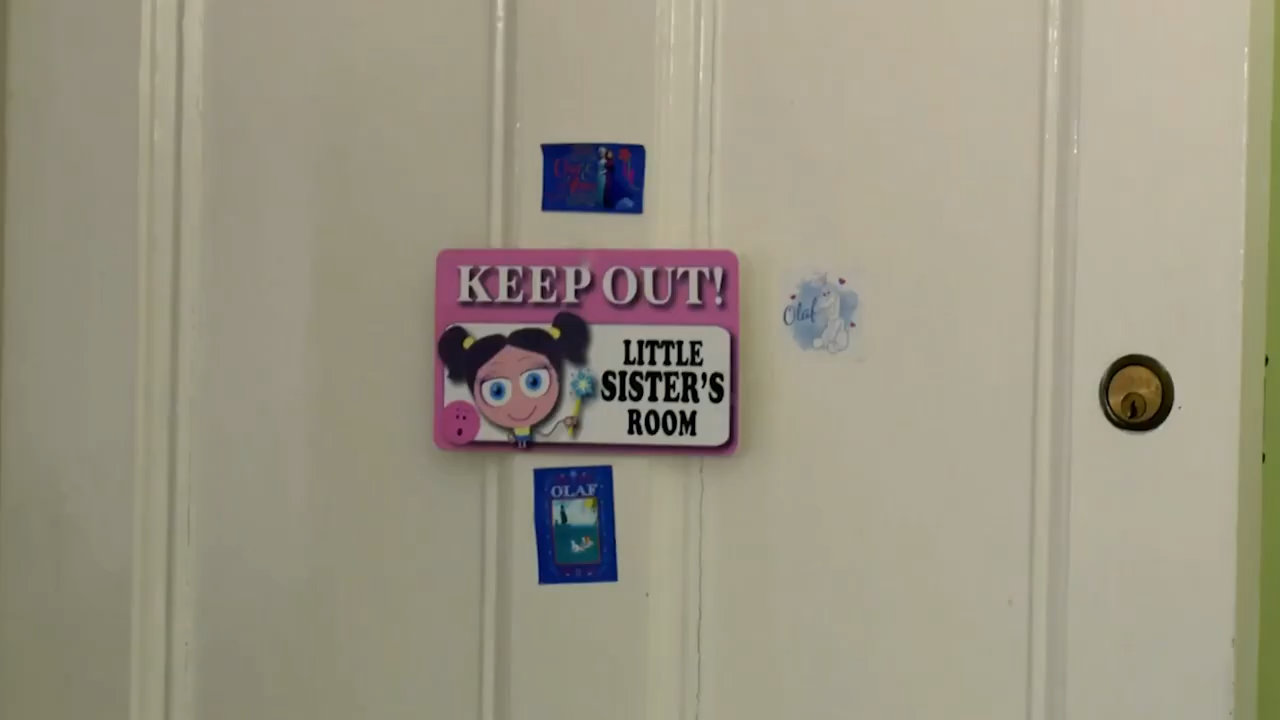 KEEP OUT!
LITTLE
SISTER'S
ROOM
Olaf
OLAF